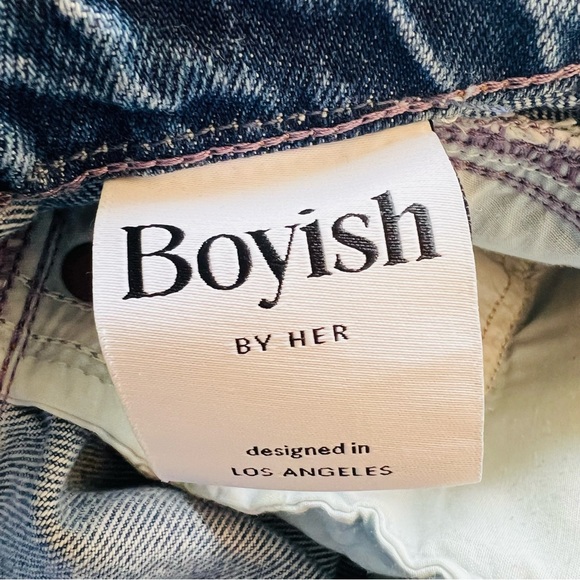 Boyish
BY HER
designed in
LOS ANGELES